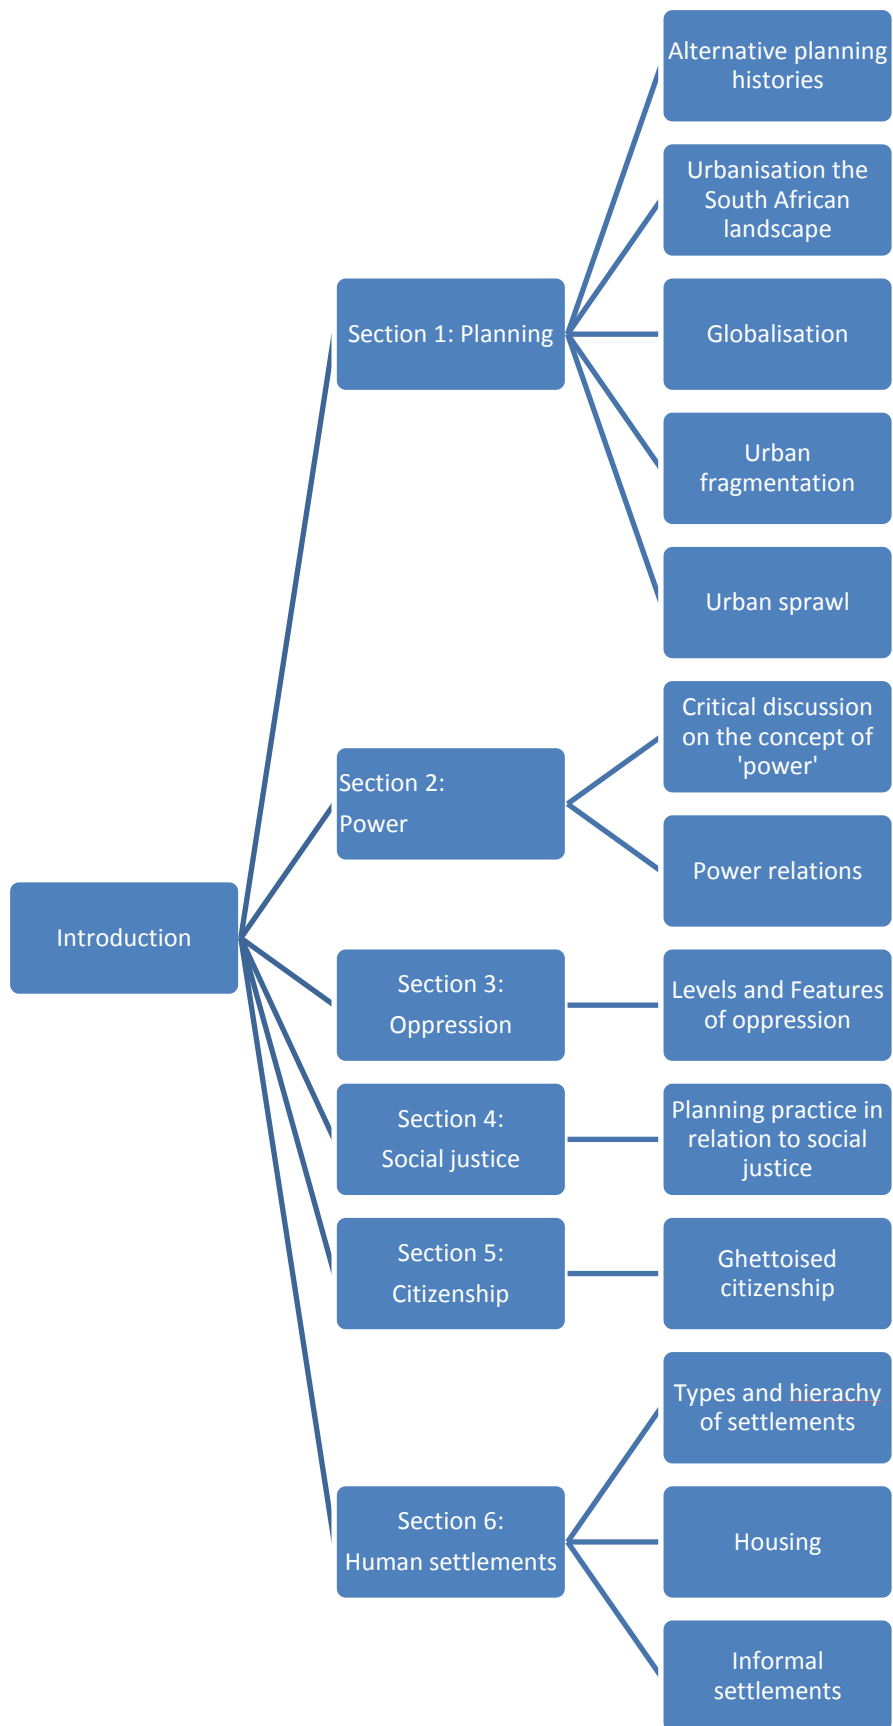 Introduction
Section 1: Planning
Alternative planning
histories
Urbanisation the
South African
landscape
Globalisation
Urban
fragmentation
Urban sprawl
Section 2:
Power
Critical discussion
on the concept of
'power'
Power relations
Section 3:
Oppression
Levels and Features
of oppression
Section 4:
Social justice
Planning practice in
relation to social
justice
Section 5:
Citizenship
Ghettoised
citizenship
Section 6:
Human settlements
Types and hierachy
of settlements
Housing
Informal
settlements